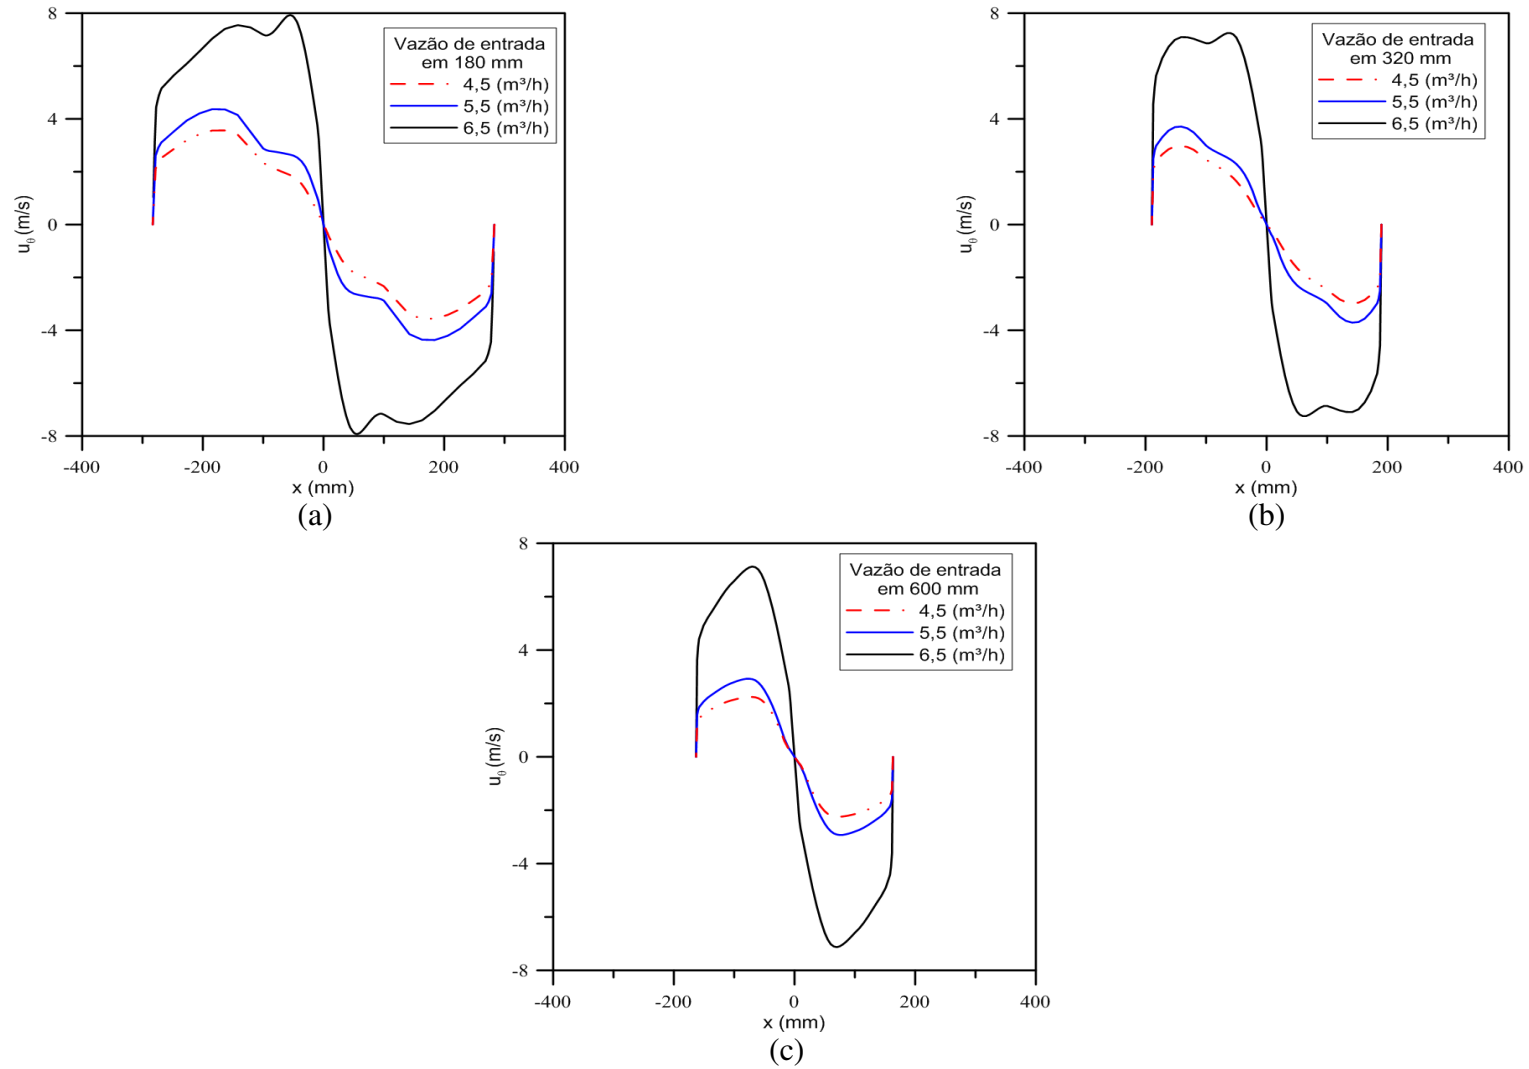 8
4
0
-4
-8
uθ (m/s)
Vazão de entrada
em 180 mm
4,5 (m³/h)
5,5 (m³/h)
6,5 (m³/h)
-400 -200 0 200 400
x (mm)
(a)
8
4
0
-4
-8
uθ (m/s)
Vazão de entrada
em 320 mm
4,5 (m³/h)
5,5 (m³/h)
6,5 (m³/h)
-400 -200 0 200 400
x (mm)
(b)
8
4
0
-4
-8
uθ (m/s)
Vazão de entrada
em 600 mm
4,5 (m³/h)
5,5 (m³/h)
6,5 (m³/h)
-400 -200 0 200 400
x (mm)
(c)